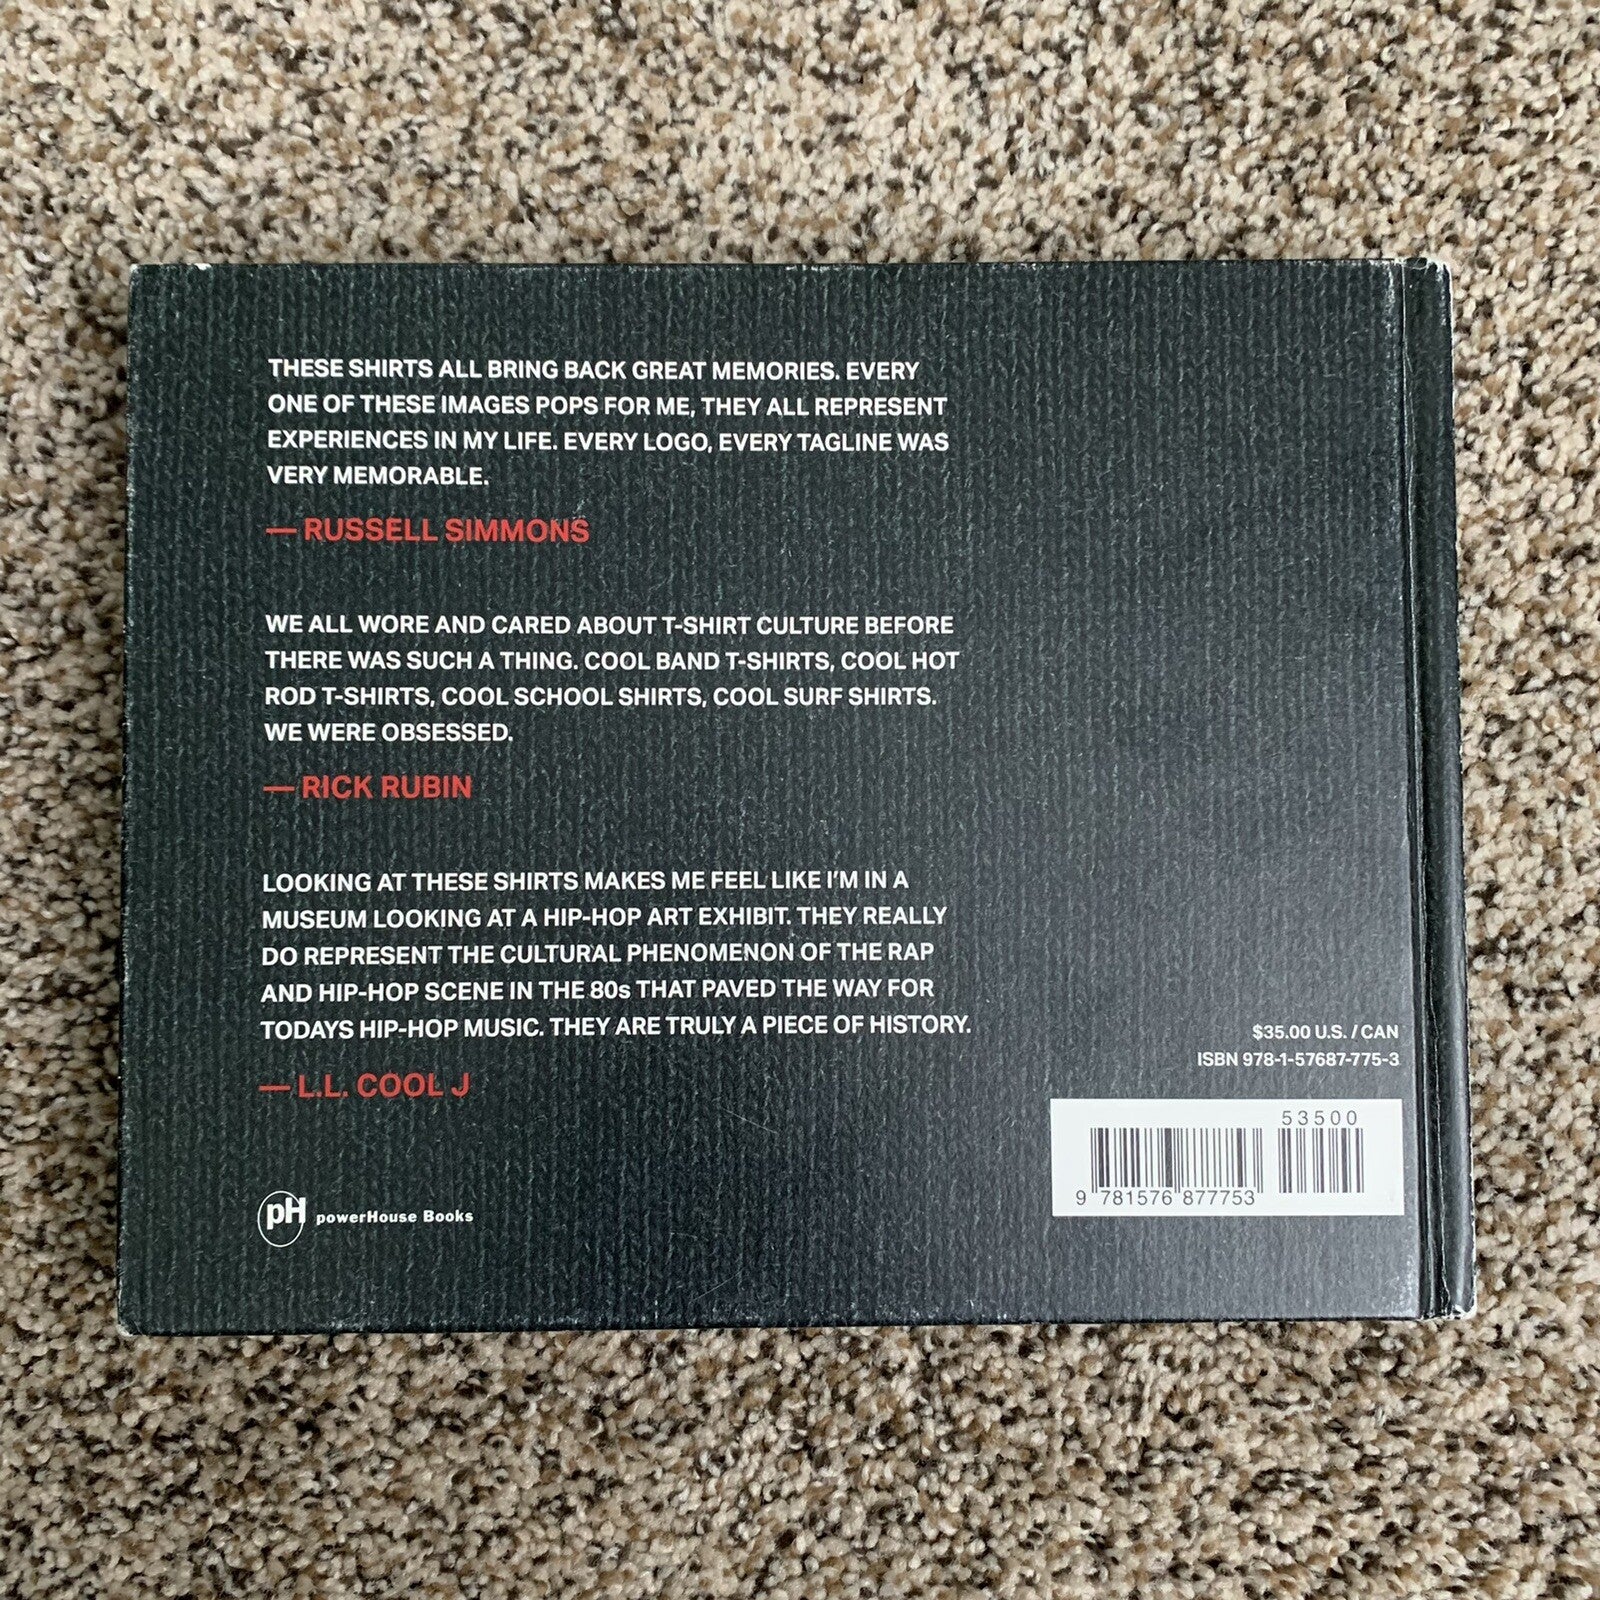 THESE SHIRTS ALL BRING BACK GREAT MEMORIES. EVERY
ONE OF THESE IMAGES POPS FOR ME, THEY ALL REPRESENT
EXPERIENCES IN MY LIFE. EVERY LOGO, EVERY TAGLINE WAS
VERY MEMORABLE.
— RUSSELL SIMMONS
WE ALL WORE AND CARED ABOUT T-SHIRT CULTURE BEFORE
THERE WAS SUCH A THING. COOL BAND T-SHIRTS, COOL HOT
ROD T-SHIRTS, COOL SCHOOL SHIRTS, COOL SURF SHIRTS.
WE WERE OBSESSED.
— RICK RUBIN
LOOKING AT THESE SHIRTS MAKES ME FEEL LIKE I'M IN A
MUSEUM LOOKING AT A HIP-HOP ART EXHIBIT. THEY REALLY
DO REPRESENT THE CULTURAL PHENOMENON OF THE RAP
AND HIP-HOP SCENE IN THE 80s THAT PAVED THE WAY FOR
TODAYS HIP-HOP MUSIC. THEY ARE TRULY A PIECE OF HISTORY.
— L.L. COOL J
pH powerHouse Books
$35.00 U.S. / CAN
ISBN 978-1-57687-775-3
53500
9 781576 877753